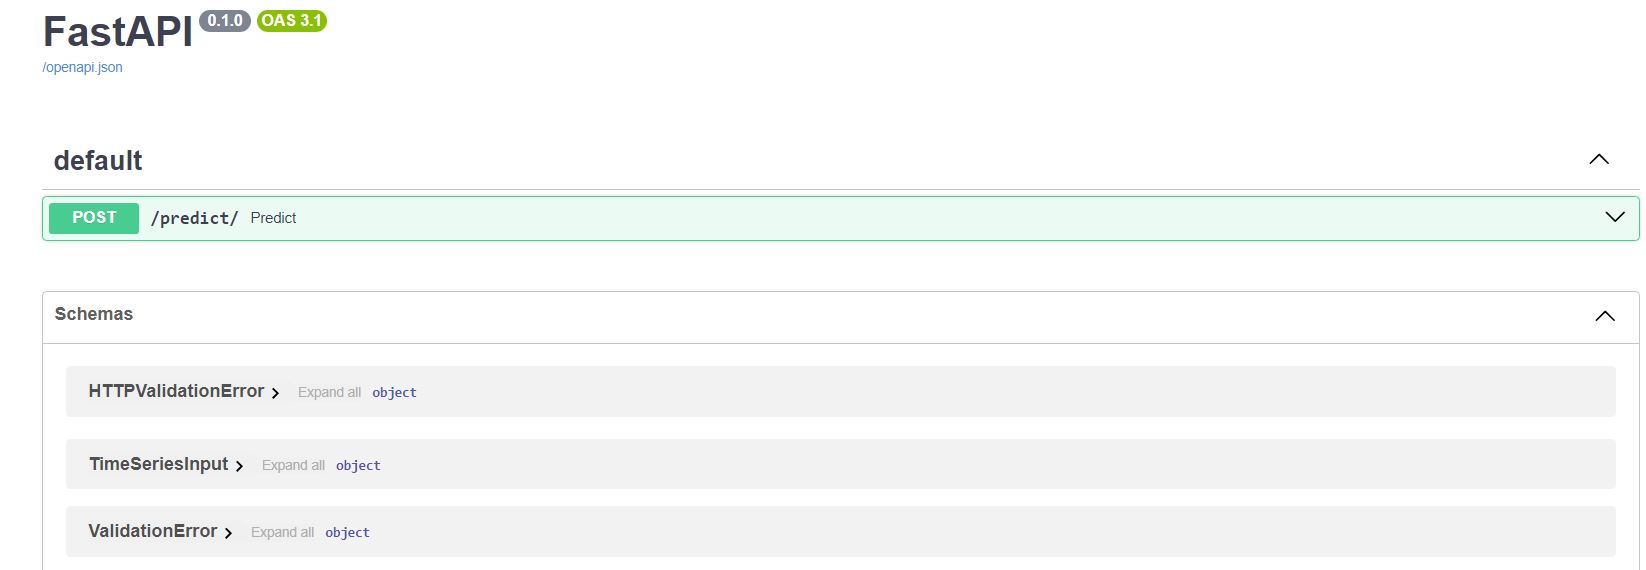 FastAPI 0.1.0 OAS 3.1
/openapi.json
default
POST /predict/ Predict
Schemas
HTTPValidationError Expand all object
TimeSeriesInput Expand all object
ValidationError Expand all object